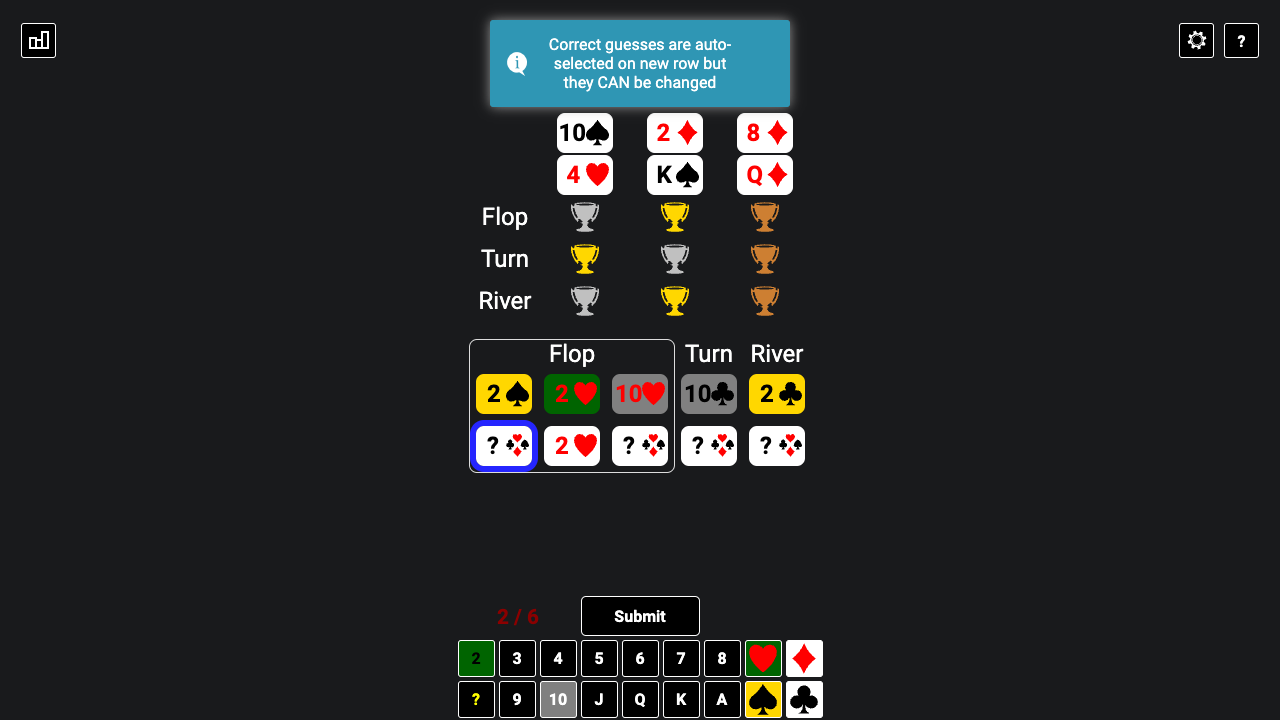 Correct guesses are auto-
selected on new row but
they CAN be changed
?
10♠ 2♦ 8♦
4♥ K♠ Q♦
Flop
Turn
River
Flop Turn River
2♠ 2♥ 10♥ 10♣ 2♣
? 2♥ ? ? ?
2 / 6 Submit
2 3 4 5 6 7 8 ♥ ♦
? 9 10 J Q K A ♠ ♣